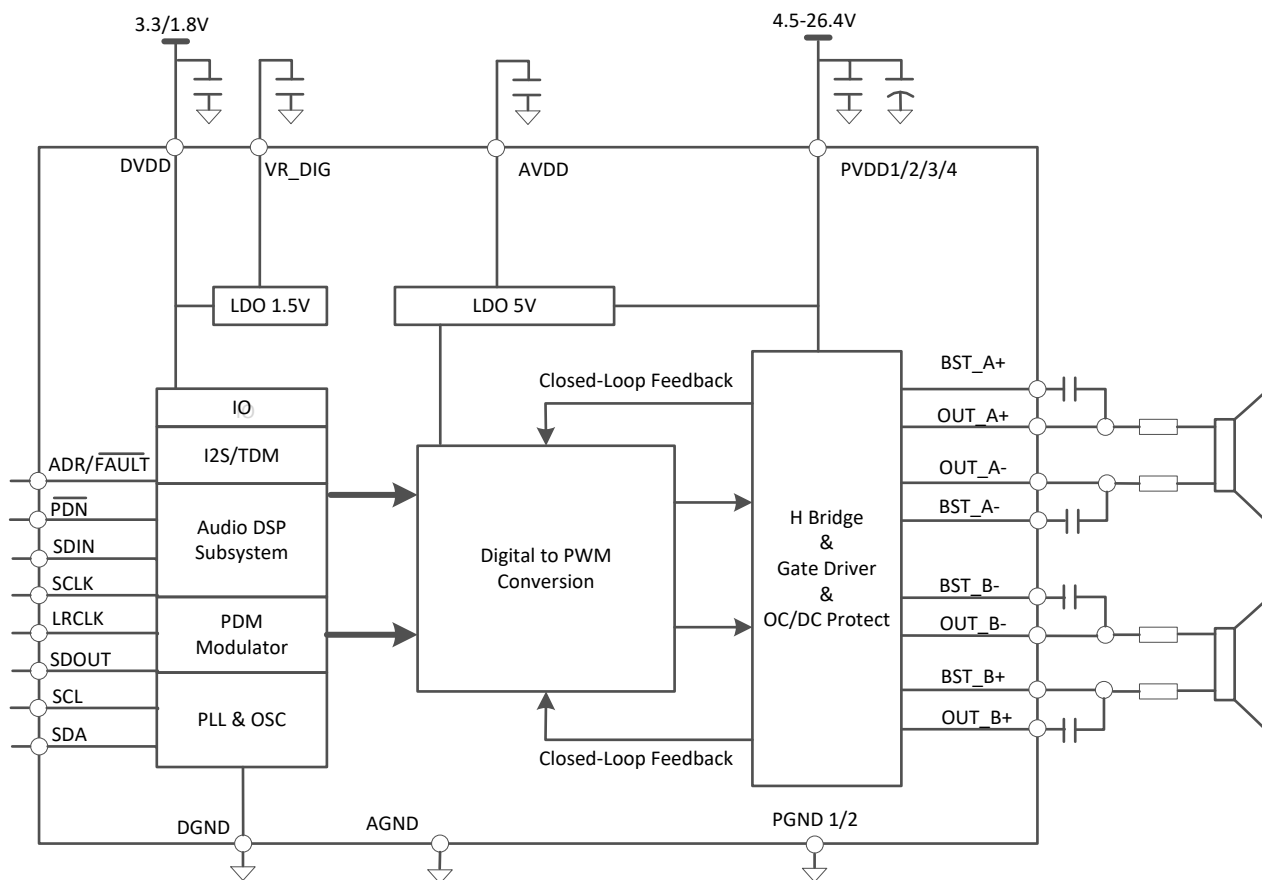 3.3/1.8V
4.5-26.4V
DVDD
VR_DIG
AVDD
PVDD1/2/3/4
LDO 1.5V
LDO 5V
BST_A+
Closed-Loop Feedback
IO
OUT_A+
I2S/TDM
ADR/FAULT
OUT_A-
PDN
BST_A-
Audio DSP
Subsystem
H Bridge
&
Gate Driver
&
OC/DC Protect
SDIN
Digital to PWM
Conversion
SCLK
BST_B-
LRCLK
PDM
Modulator
OUT_B-
SDOUT
BST_B+
SCL
PLL & OSC
OUT_B+
SDA
Closed-Loop Feedback
DGND
AGND
PGND 1/2